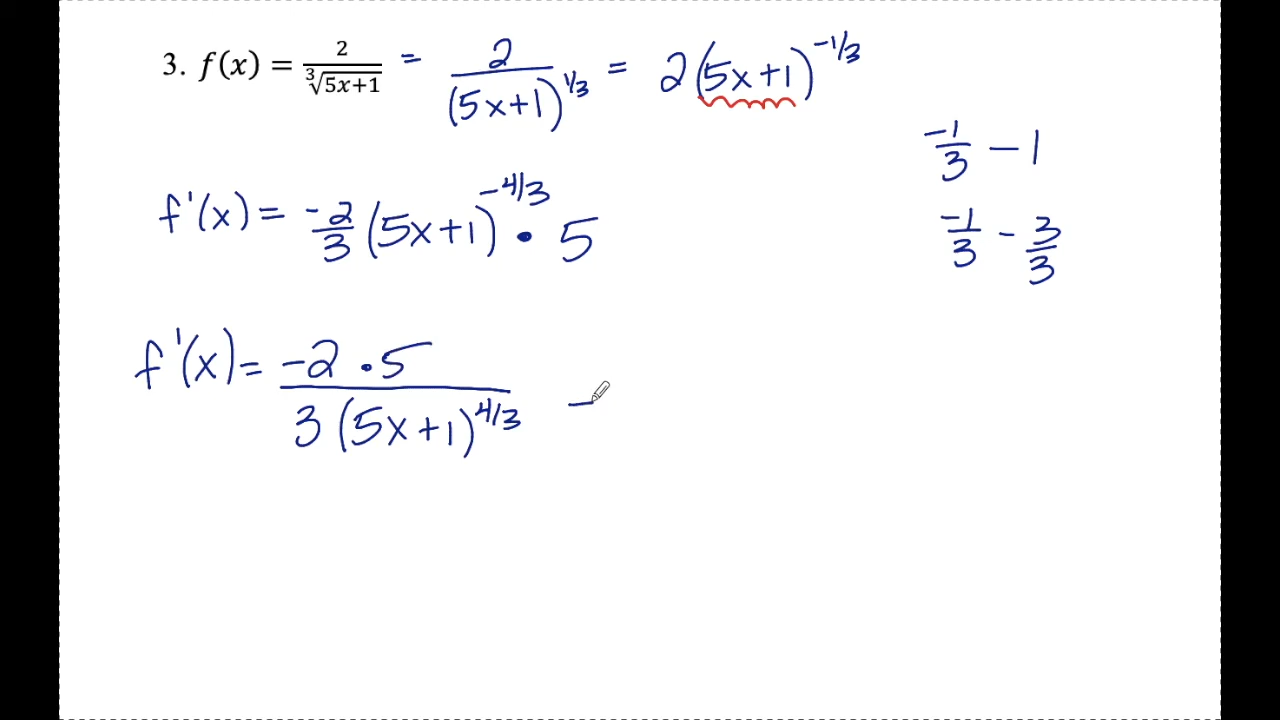 3. f(x) = 2/∛(5x+1) = 2/(5x+1)^(1/3) = 2(5x+1)^(-1/3)
-1/3 - 1
f'(x) = -2/3 (5x+1)^(-4/3) • 5
-1/3 - 3/3
f'(x) = (-2 • 5)/(3(5x+1)^(4/3))